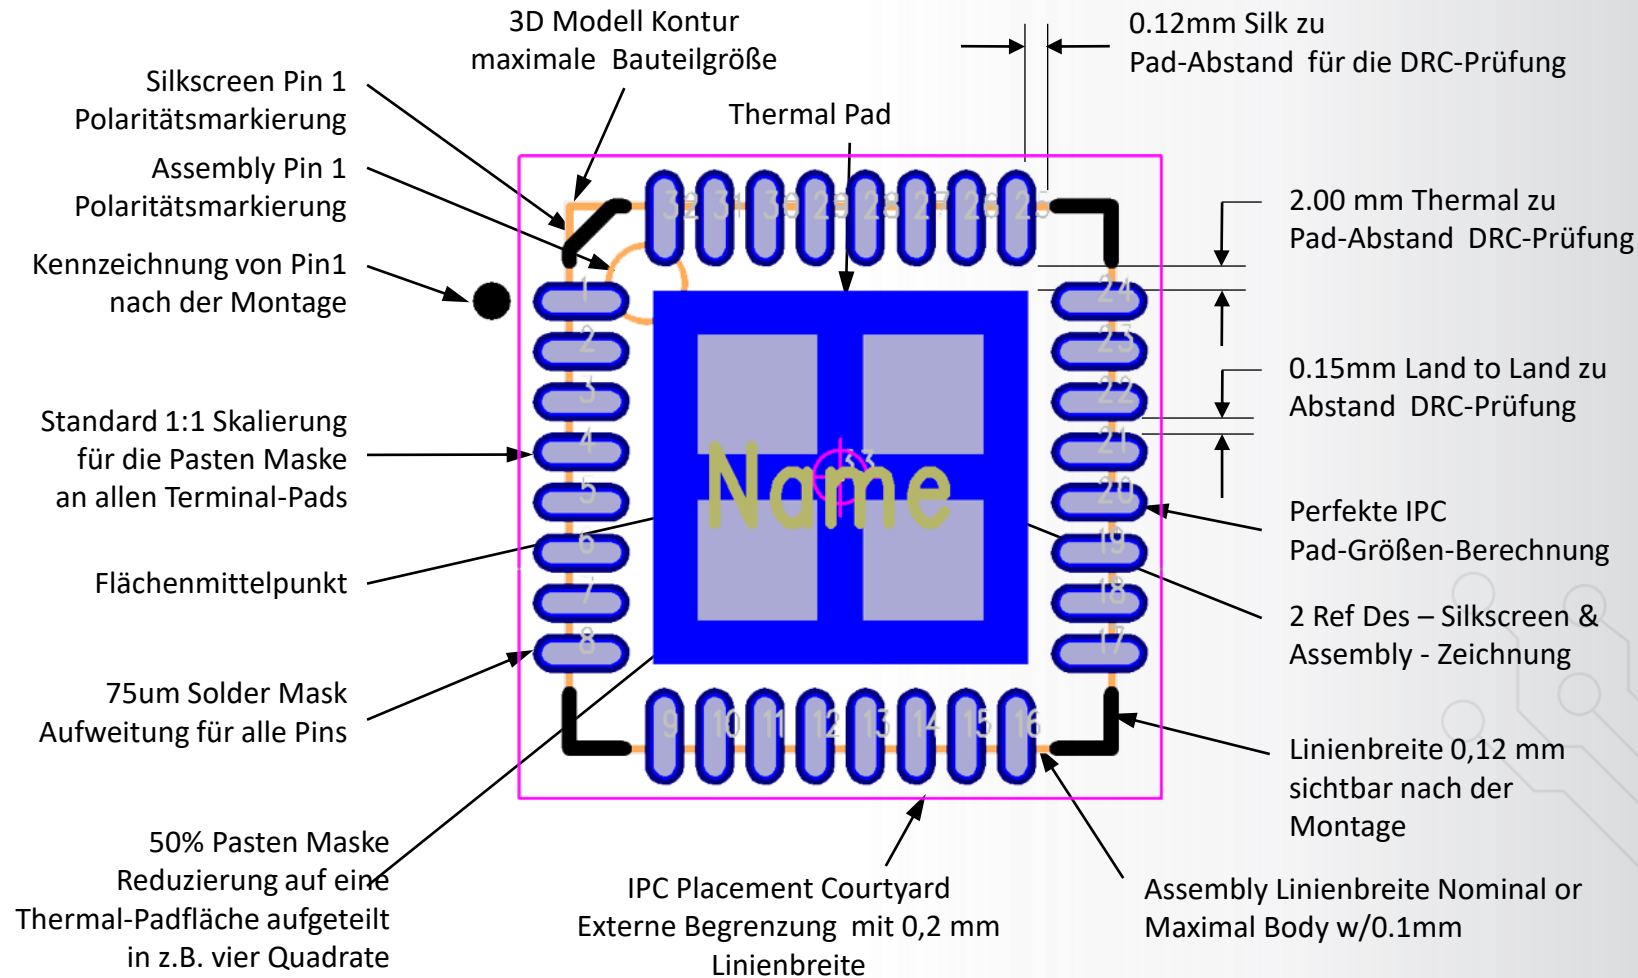 3D Modell Kontur
maximale Bauteilgröße
0.12mm Silk zu
Pad-Abstand für die DRC-Prüfung
Silkscreen Pin 1
Polaritätsmarkierung
Thermal Pad
Assembly Pin 1
Polaritätsmarkierung
2.00 mm Thermal zu
Pad-Abstand DRC-Prüfung
Kennzeichnung von Pin1
nach der Montage
32 31 30 29 28 27 26 25
1
2
3
4
5
6
7
8
24
23
22
21
20
19
18
17
33
Name
9 10 11 12 13 14 15 16
0.15mm Land to Land zu
Abstand DRC-Prüfung
Standard 1:1 Skalierung
für die Pasten Maske
an allen Terminal-Pads
Perfekte IPC
Pad-Größen-Berechnung
Flächenmittelpunkt
2 Ref Des – Silkscreen &
Assembly - Zeichnung
75um Solder Mask
Aufweitung für alle Pins
Linienbreite 0,12 mm
sichtbar nach der
Montage
50% Pasten Maske
Reduzierung auf eine
Thermal-Padfläche aufgeteilt
in z.B. vier Quadrate
IPC Placement Courtyard
Externe Begrenzung mit 0,2 mm
Linienbreite
Assembly Linienbreite Nominal or
Maximal Body w/0.1mm